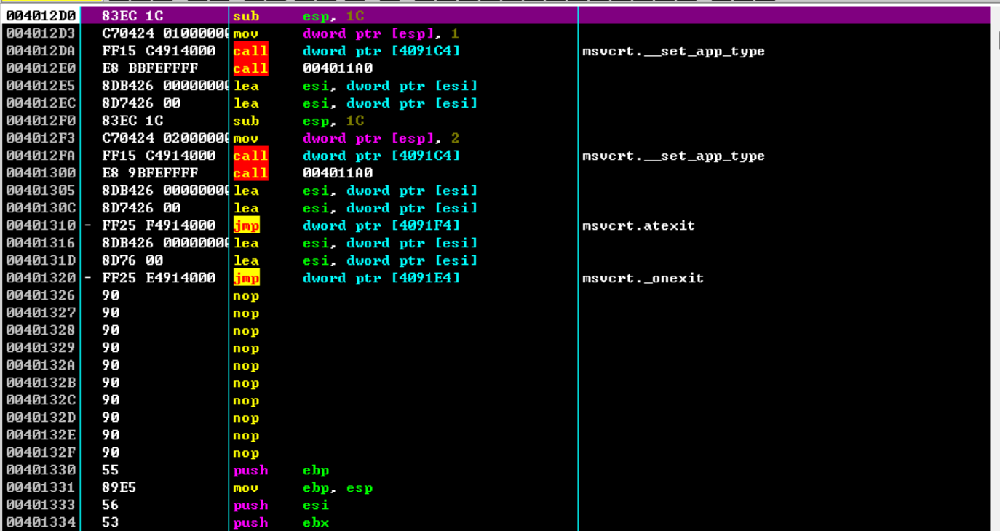 004012D0 83EC 1C sub esp, 1C
004012D3 C70424 01000000 mov dword ptr [esp], 1
004012DA FF15 C4914000 call dword ptr [4091C4] msvcrt.__set_app_type
004012E0 E8 BBFEFFFF call 004011A0
004012E5 8DB426 00000000 lea esi, dword ptr [esi]
004012EC 8D7426 00 lea esi, dword ptr [esi]
004012F0 83EC 1C sub esp, 1C
004012F3 C70424 02000000 mov dword ptr [esp], 2
004012FA FF15 C4914000 call dword ptr [4091C4] msvcrt.__set_app_type
00401300 E8 9BFEFFFF call 004011A0
00401305 8DB426 00000000 lea esi, dword ptr [esi]
0040130C 8D7426 00 lea esi, dword ptr [esi]
00401310 - FF25 F4914000 jmp dword ptr [4091F4] msvcrt.atexit
00401316 8DB426 00000000 lea esi, dword ptr [esi]
0040131D 8D76 00 lea esi, dword ptr [esi]
00401320 - FF25 E4914000 jmp dword ptr [4091E4] msvcrt._onexit
00401326 90 nop
00401327 90 nop
00401328 90 nop
00401329 90 nop
0040132A 90 nop
0040132B 90 nop
0040132C 90 nop
0040132D 90 nop
0040132E 90 nop
0040132F 90 nop
00401330 55 push ebp
00401331 89E5 mov ebp, esp
00401333 56 push esi
00401334 53 push ebx